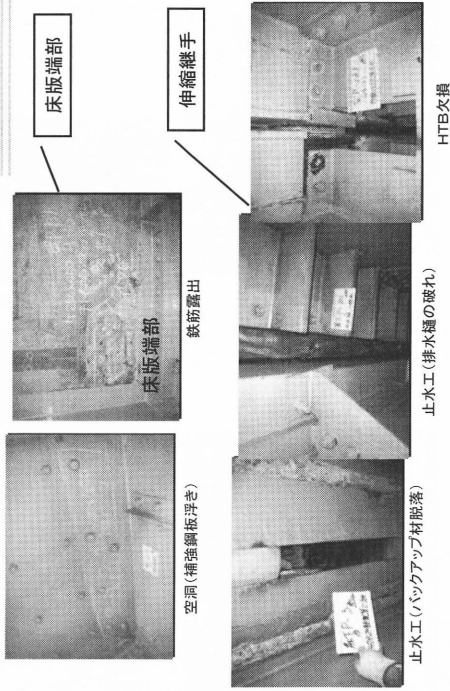 床版端部
伸縮継手
床版端部
空洞(補強鋼板浮き)
鉄筋露出
止水工(バックアップ材脱落)
止水工(排水樋の破れ)
HTB欠損